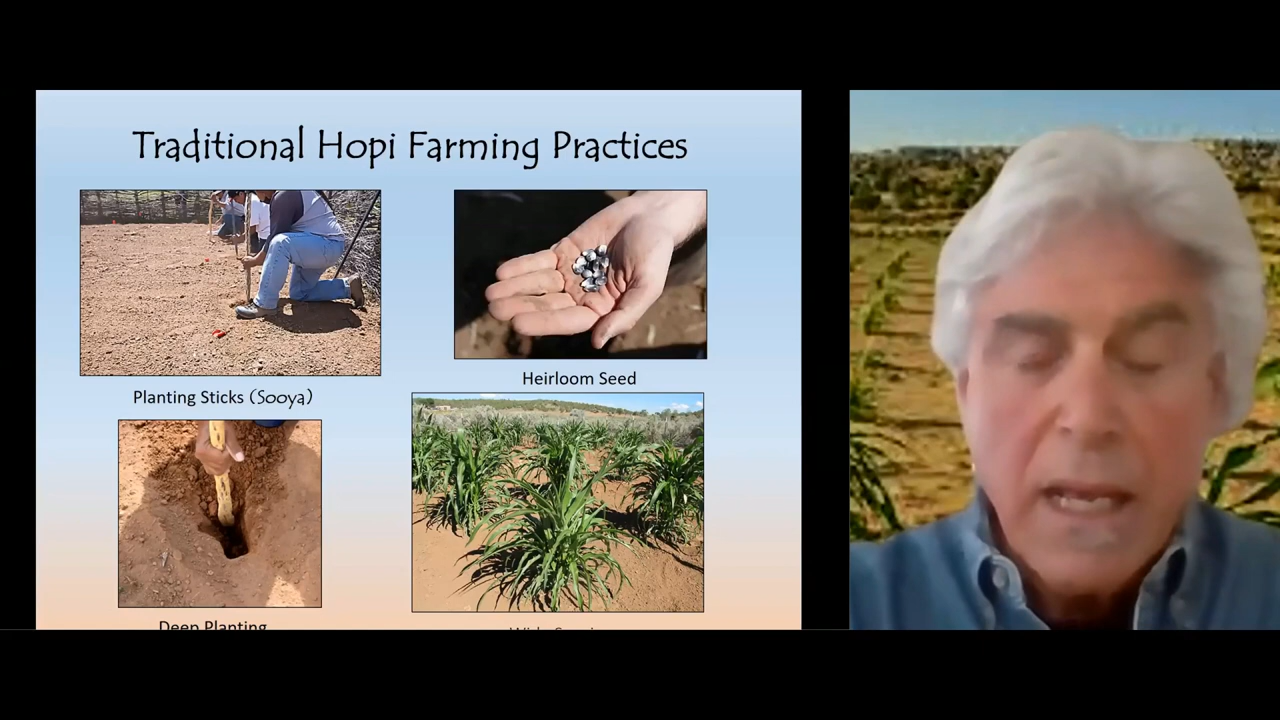 Traditional Hopi Farming Practices
Planting Sticks (Sooya)
Heirloom Seed
Deep Planting